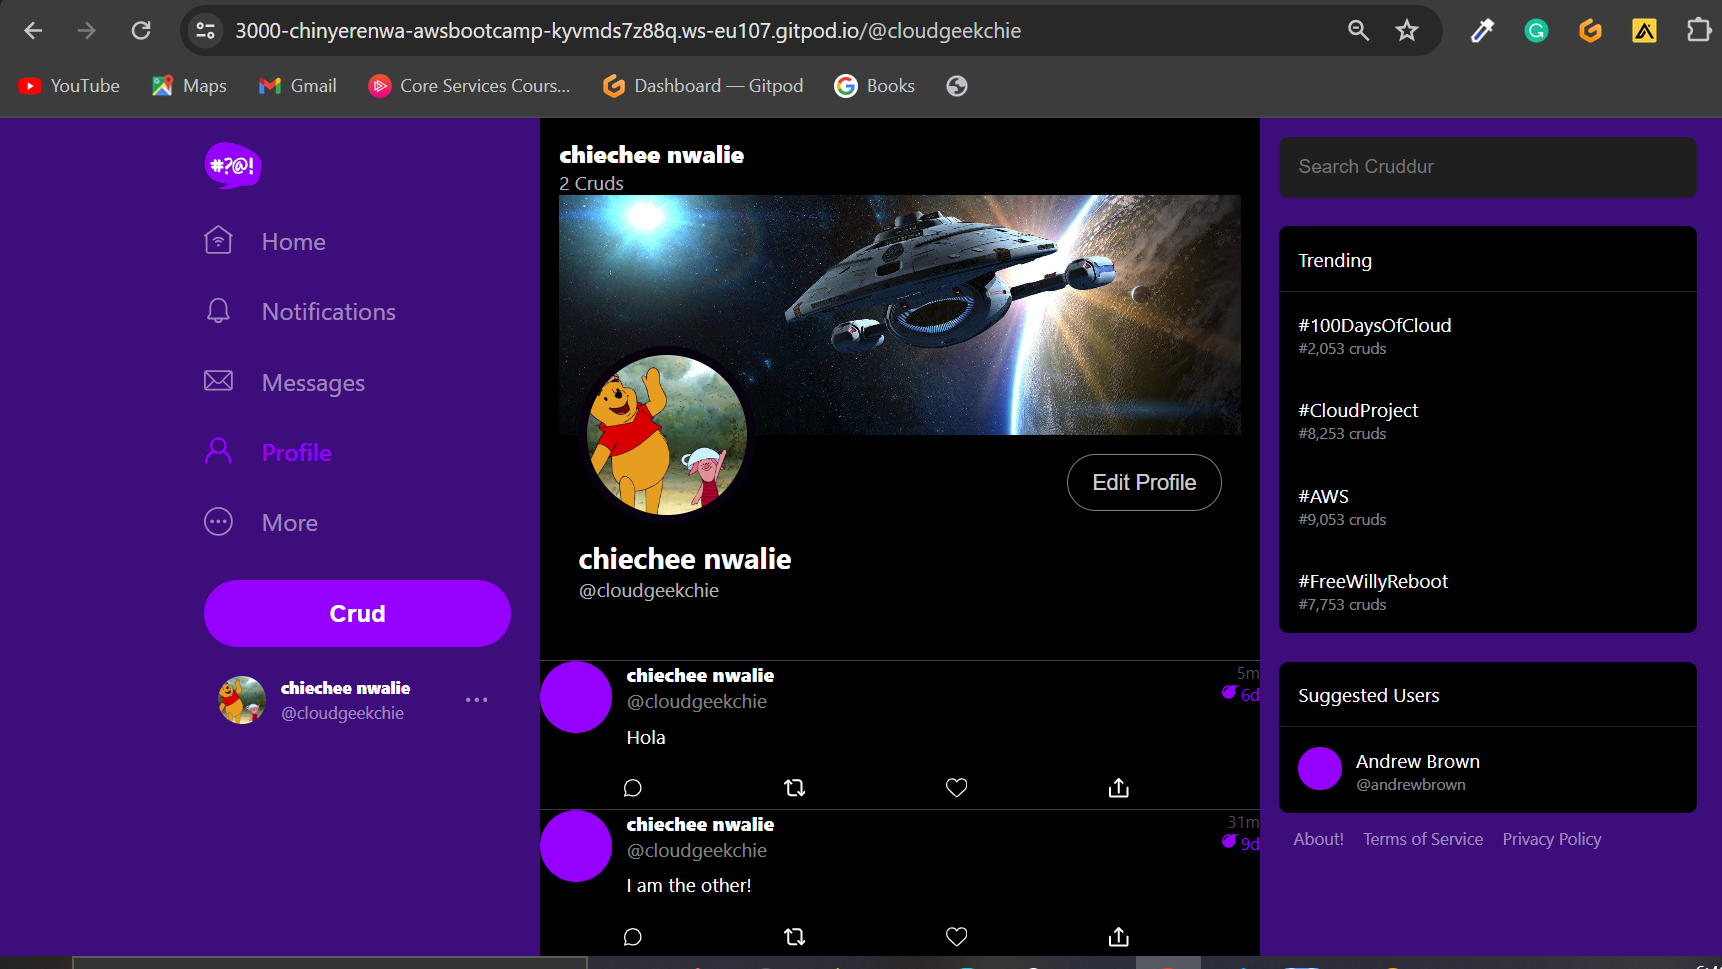 3000-chinyerenwa-awsbootcamp-kyvmds7z88q.ws-eu107.gitpod.io/@cloudgeekchie
YouTube
Maps
Gmail
Core Services Cours...
Dashboard — Gitpod
Books
#?@!
Home
Notifications
Messages
Profile
More
Crud
chiechee nwalie
@cloudgeekchie
chiechee nwalie
2 Cruds
Edit Profile
chiechee nwalie
@cloudgeekchie
chiechee nwalie
5m
@cloudgeekchie
6d
Hola
chiechee nwalie
31m
@cloudgeekchie
9d
I am the other!
Search Cruddur
Trending
#100DaysOfCloud
#2,053 cruds
#CloudProject
#8,253 cruds
#AWS
#9,053 cruds
#FreeWillyReboot
#7,753 cruds
Suggested Users
Andrew Brown
@andrewbrown
About!
Terms of Service
Privacy Policy